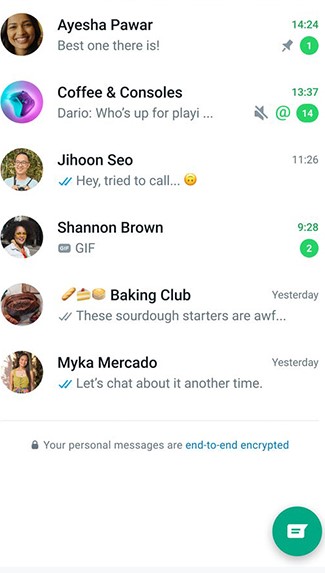 Ayesha Pawar 14:24
Best one there is! 1
Coffee & Consoles 13:37
Dario: Who's up for playi ... @ 14
Jihoon Seo 11:26
Hey, tried to call... 🙃
Shannon Brown 9:28
GIF GIF 2
🥖🍰🥞 Baking Club Yesterday
These sourdough starters are awf...
Myka Mercado Yesterday
Let's chat about it another time.
Your personal messages are end-to-end encrypted